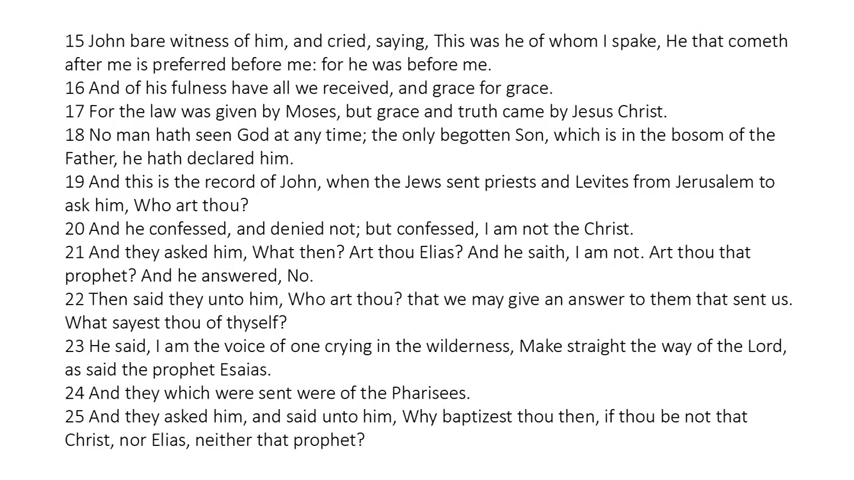 15 John bare witness of him, and cried, saying, This was he of whom I spake, He that cometh
after me is preferred before me: for he was before me.
16 And of his fulness have all we received, and grace for grace.
17 For the law was given by Moses, but grace and truth came by Jesus Christ.
18 No man hath seen God at any time; the only begotten Son, which is in the bosom of the
Father, he hath declared him.
19 And this is the record of John, when the Jews sent priests and Levites from Jerusalem to
ask him, Who art thou?
20 And he confessed, and denied not; but confessed, I am not the Christ.
21 And they asked him, What then? Art thou Elias? And he saith, I am not. Art thou that
prophet? And he answered, No.
22 Then said they unto him, Who art thou? that we may give an answer to them that sent us.
What sayest thou of thyself?
23 He said, I am the voice of one crying in the wilderness, Make straight the way of the Lord,
as said the prophet Esaias.
24 And they which were sent were of the Pharisees.
25 And they asked him, and said unto him, Why baptizest thou then, if thou be not that
Christ, nor Elias, neither that prophet?